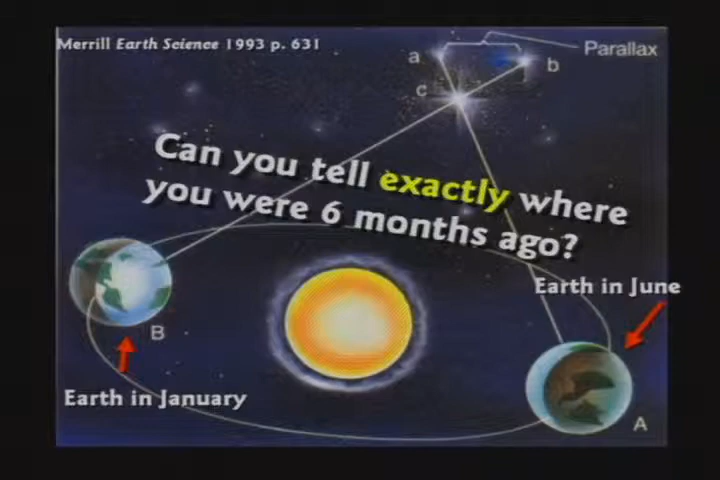 Merrill Earth Science 1993 p. 631
Parallax
a
b
c
Can you tell exactly where
you were 6 months ago?
Earth in June
B
Earth in January
A